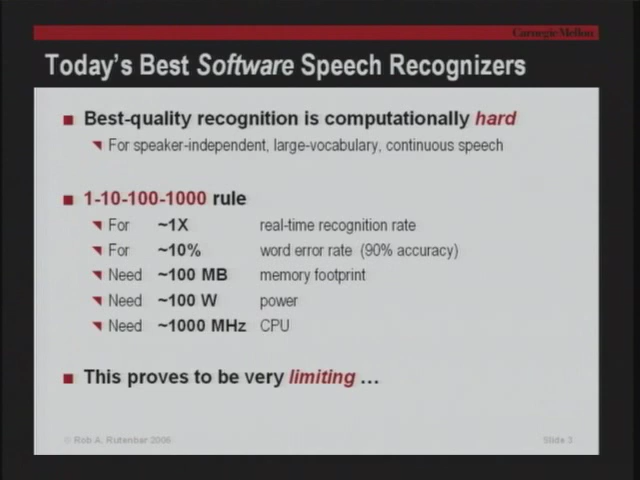 Carnegie Mellon
Today's Best Software Speech Recognizers
Best-quality recognition is computationally hard
For speaker-independent, large-vocabulary, continuous speech
1-10-100-1000 rule
For ~1X real-time recognition rate
For ~10% word error rate (90% accuracy)
Need ~100 MB memory footprint
Need ~100 W power
Need ~1000 MHz CPU
This proves to be very limiting …
© Rob A. Rutenbar 2006
Slide 3